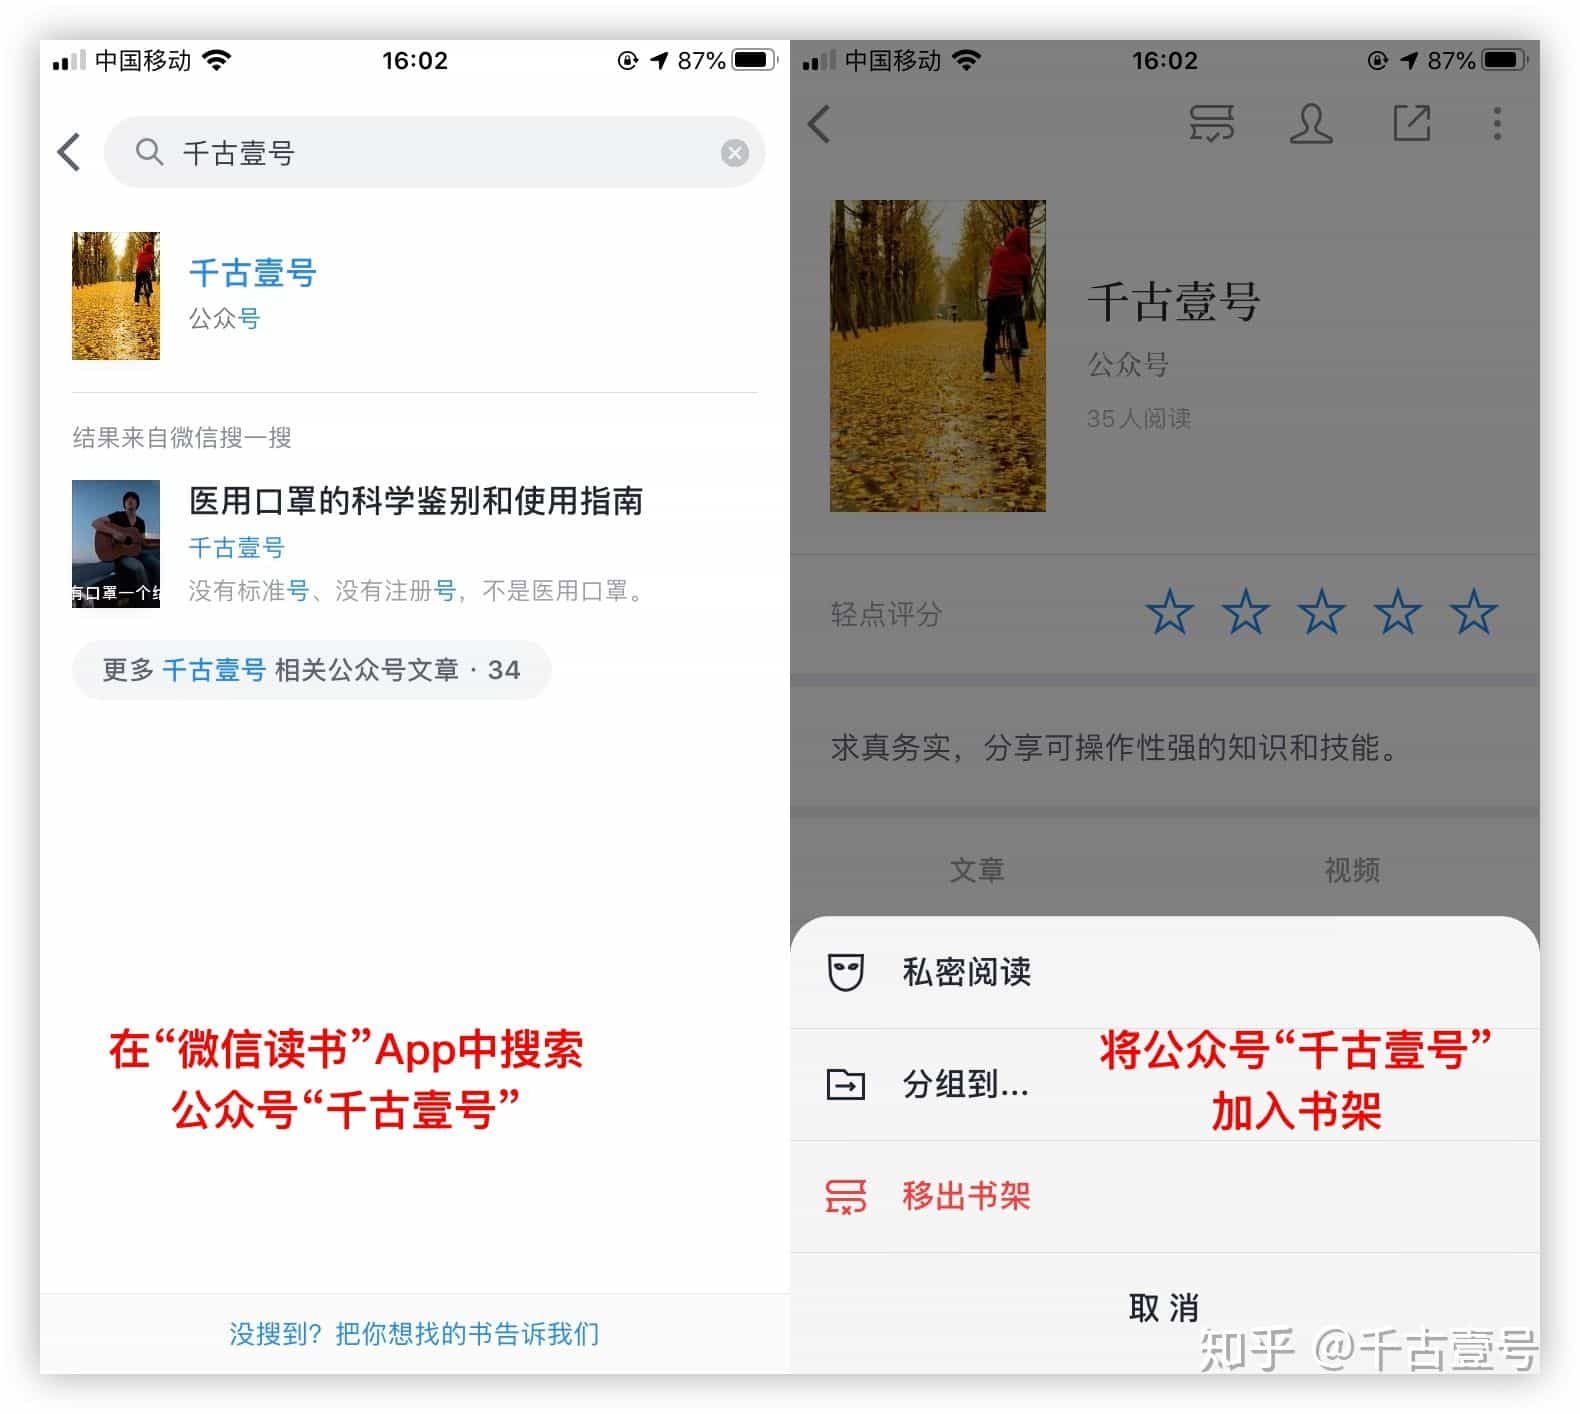 中国移动
16:02
87%
千古壹号
千古壹号
公众号
结果来自微信搜一搜
医用口罩的科学鉴别和使用指南
千古壹号
没有标准号、没有注册号，不是医用口罩。
有口罩一个
更多 千古壹号 相关公众号文章 · 34
在“微信读书”App中搜索
公众号“千古壹号”
没搜到？把你想找的书告诉我们
中国移动
16:02
87%
千古壹号
公众号
35人阅读
轻点评分
求真务实，分享可操作性强的知识和技能。
文章
视频
私密阅读
分组到...
将公众号“千古壹号”
加入书架
移出书架
取消
知乎 @千古壹号